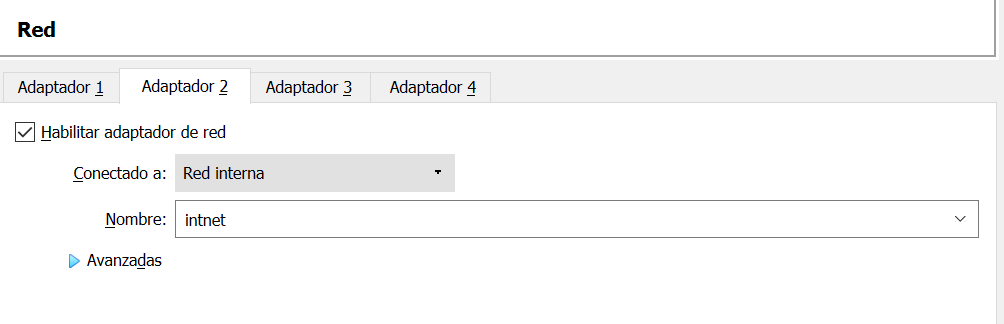 Red
Adaptador 1 Adaptador 2 Adaptador 3 Adaptador 4
Habilitar adaptador de red
Conectado a: Red interna
Nombre: intnet
Avanzadas